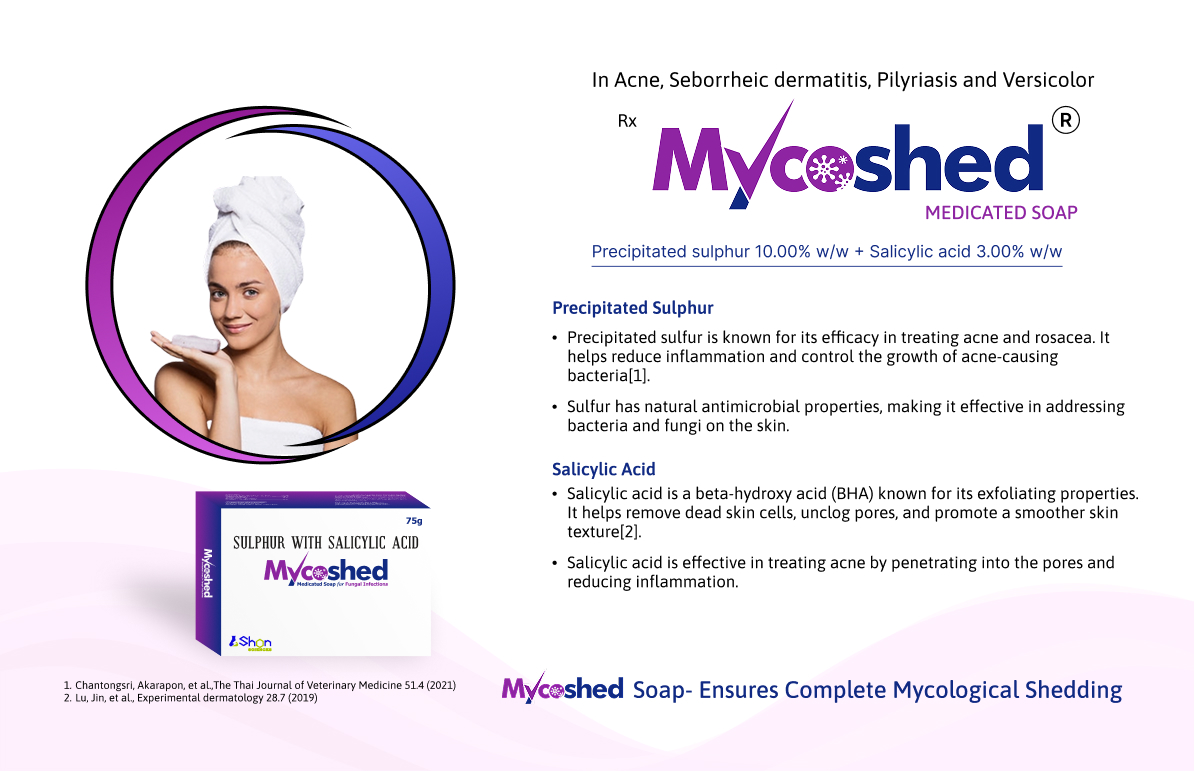 In Acne, Seborrheic dermatitis, Pilyriasis and Versicolor
Rx
Mycoshed ®
MEDICATED SOAP
Precipitated sulphur 10.00% w/w + Salicylic acid 3.00% w/w
Precipitated Sulphur
• Precipitated sulfur is known for its efficacy in treating acne and rosacea. It
helps reduce inflammation and control the growth of acne-causing
bacteria[1].
• Sulfur has natural antimicrobial properties, making it effective in addressing
bacteria and fungi on the skin.
Salicylic Acid
• Salicylic acid is a beta-hydroxy acid (BHA) known for its exfoliating properties.
It helps remove dead skin cells, unclog pores, and promote a smoother skin
texture[2].
• Salicylic acid is effective in treating acne by penetrating into the pores and
reducing inflammation.
75g
SULPHUR WITH SALICYLIC ACID
Mycoshed
Medicated Soap for Fungal Infections
Mycoshed
Shon
1. Chantongsri, Akarapon, et al.,The Thai Journal of Veterinary Medicine 51.4 (2021)
2. Lu, Jin, et al., Experimental dermatology 28.7 (2019)
Mycoshed Soap- Ensures Complete Mycological Shedding